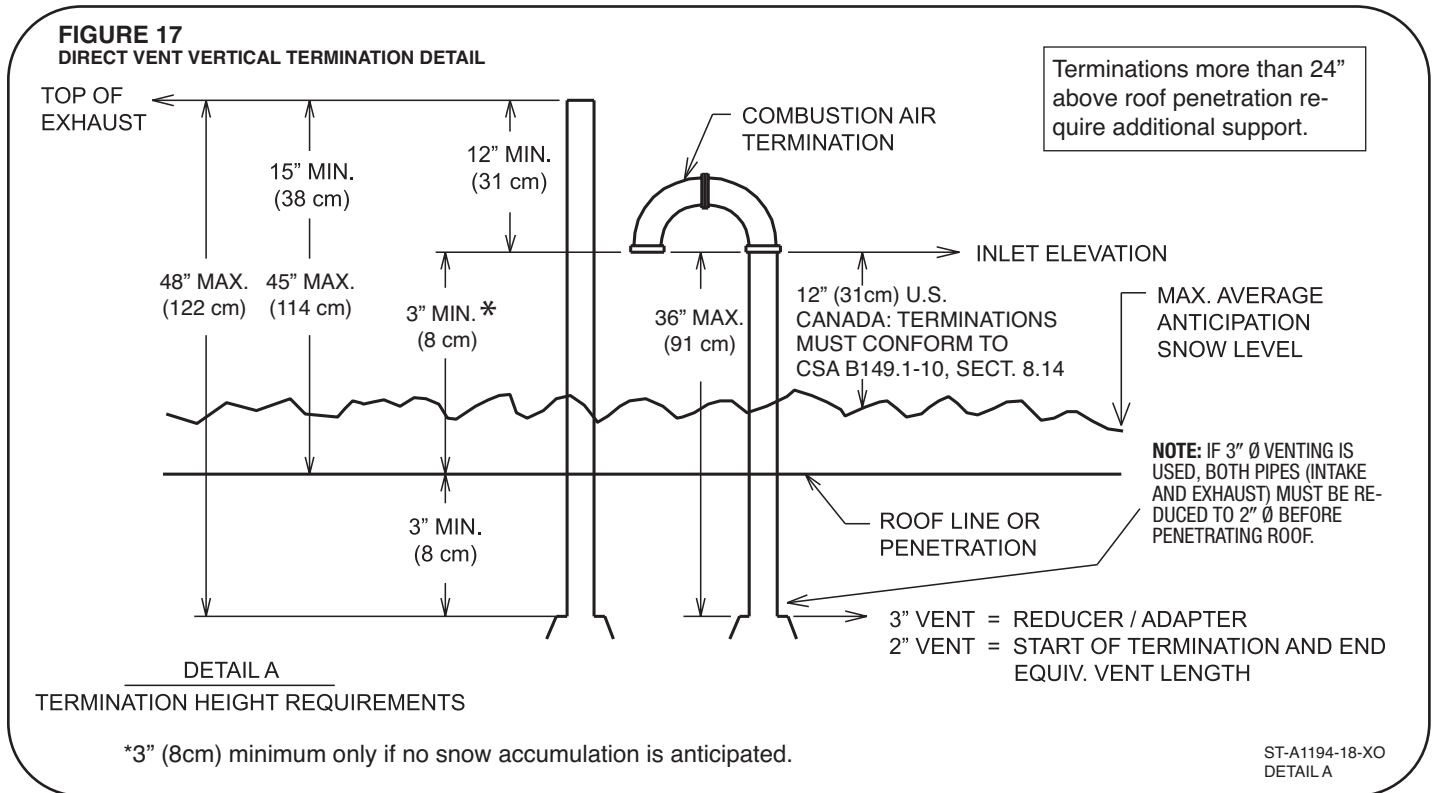 FIGURE 17
DIRECT VENT VERTICAL TERMINATION DETAIL
Terminations more than 24”
above roof penetration re-
quire additional support.
TOP OF
EXHAUST
COMBUSTION AIR
TERMINATION
15” MIN.
(38 cm)
12” MIN.
(31 cm)
INLET ELEVATION
48” MAX.
(122 cm)
45” MAX.
(114 cm)
3” MIN. *
(8 cm)
36” MAX.
(91 cm)
12” (31cm) U.S.
CANADA: TERMINATIONS
MUST CONFORM TO
CSA B149.1-10, SECT. 8.14
MAX. AVERAGE
ANTICIPATION
SNOW LEVEL
NOTE: IF 3″ Ø VENTING IS
USED, BOTH PIPES (INTAKE
AND EXHAUST) MUST BE RE-
DUCED TO 2″ Ø BEFORE
PENETRATING ROOF.
3” MIN.
(8 cm)
ROOF LINE OR
PENETRATION
3” VENT = REDUCER / ADAPTER
2” VENT = START OF TERMINATION AND END
EQUIV. VENT LENGTH
DETAIL A
TERMINATION HEIGHT REQUIREMENTS
*3” (8cm) minimum only if no snow accumulation is anticipated.
ST-A1194-18-XO
DETAIL A